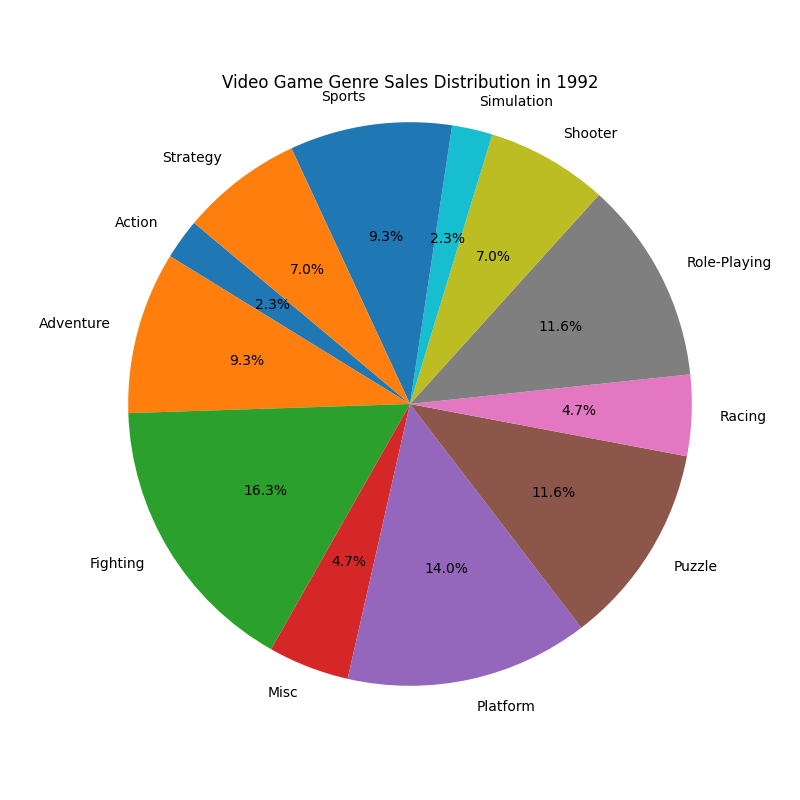 Video Game Genre Sales Distribution in 1992
Sports
Simulation
Shooter
Strategy
Action
Role-Playing
Adventure
Racing
Fighting
Puzzle
Misc
Platform
9.3%
2.3%
7.0%
7.0%
2.3%
11.6%
9.3%
4.7%
16.3%
11.6%
4.7%
14.0%